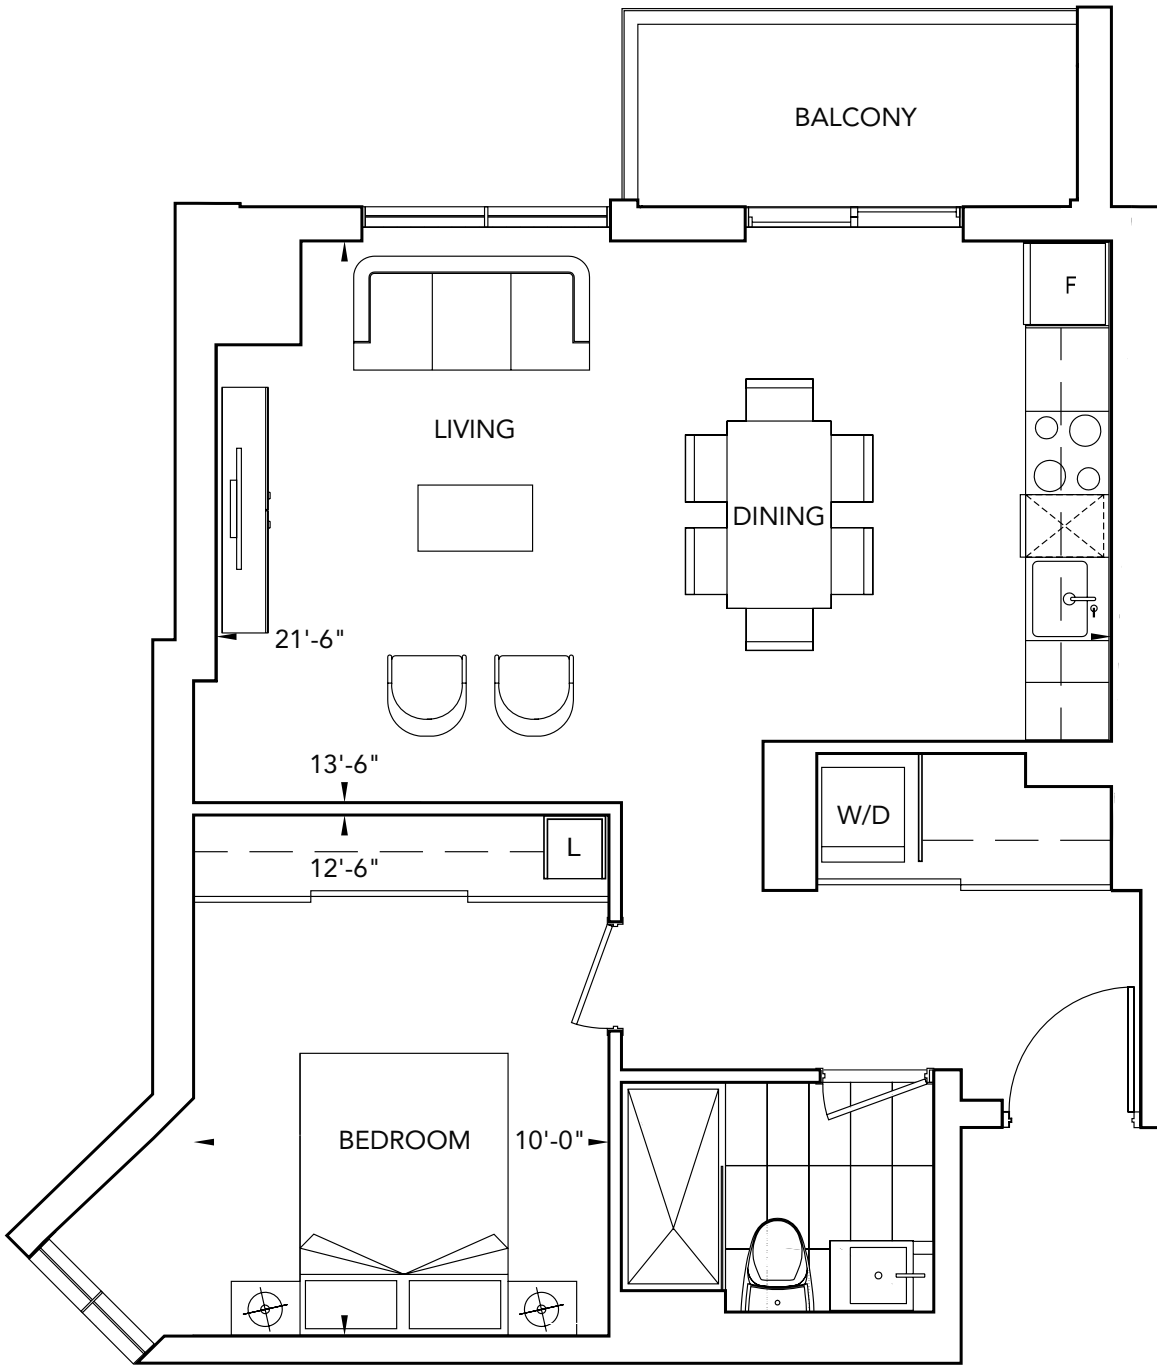 BALCONY
F
LIVING
DINING
21'-6"
13'-6"
W/D
L
12'-6"
BEDROOM
10'-0"